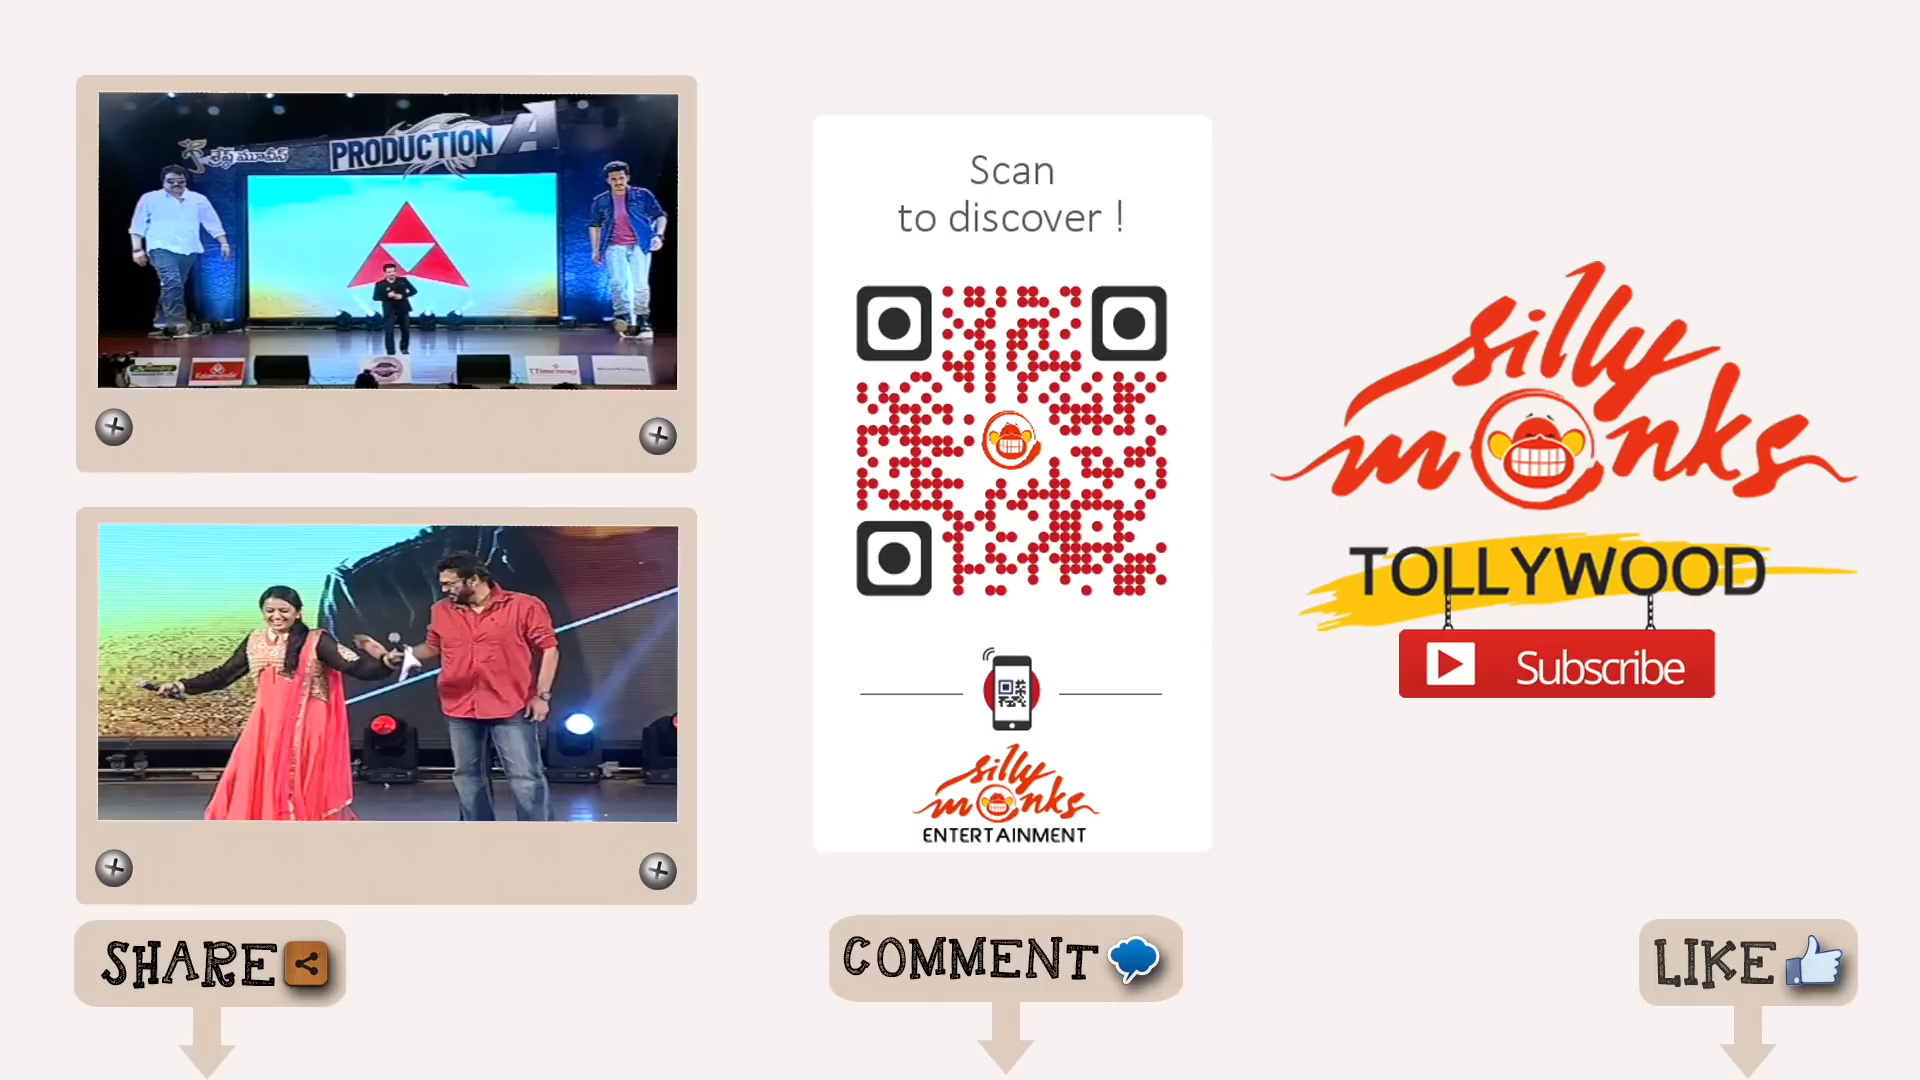 PRODUCTION
Scan
to discover !
silly
monks
TOLLYWOOD
Subscribe
silly
monks
ENTERTAINMENT
SHARE
COMMENT
LIKE